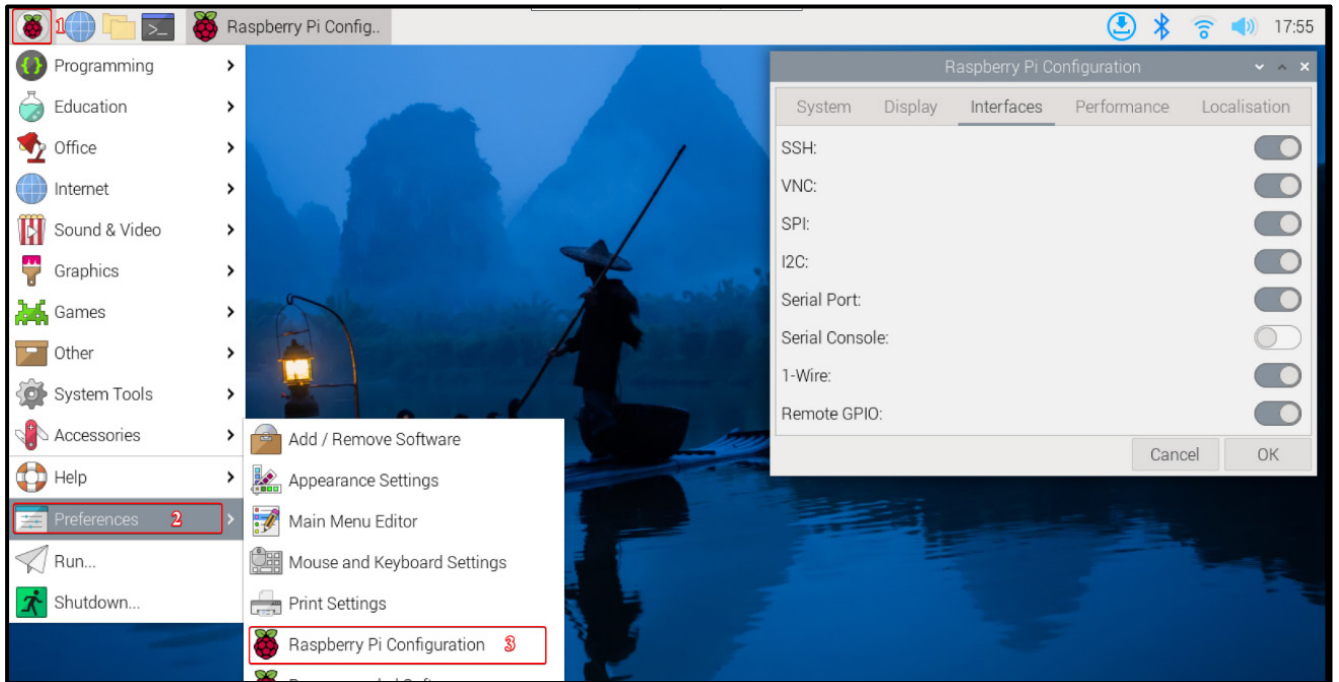 1
Raspberry Pi Config..
17:55
Programming
Education
Office
Internet
Sound & Video
Graphics
Games
Other
System Tools
Accessories
Help
Preferences 2
Run...
Shutdown...
Add / Remove Software
Appearance Settings
Main Menu Editor
Mouse and Keyboard Settings
Print Settings
Raspberry Pi Configuration 3
Raspberry Pi Configuration
System Display Interfaces Performance Localisation
SSH:
VNC:
SPI:
I2C:
Serial Port:
Serial Console:
1-Wire:
Remote GPIO:
Cancel OK